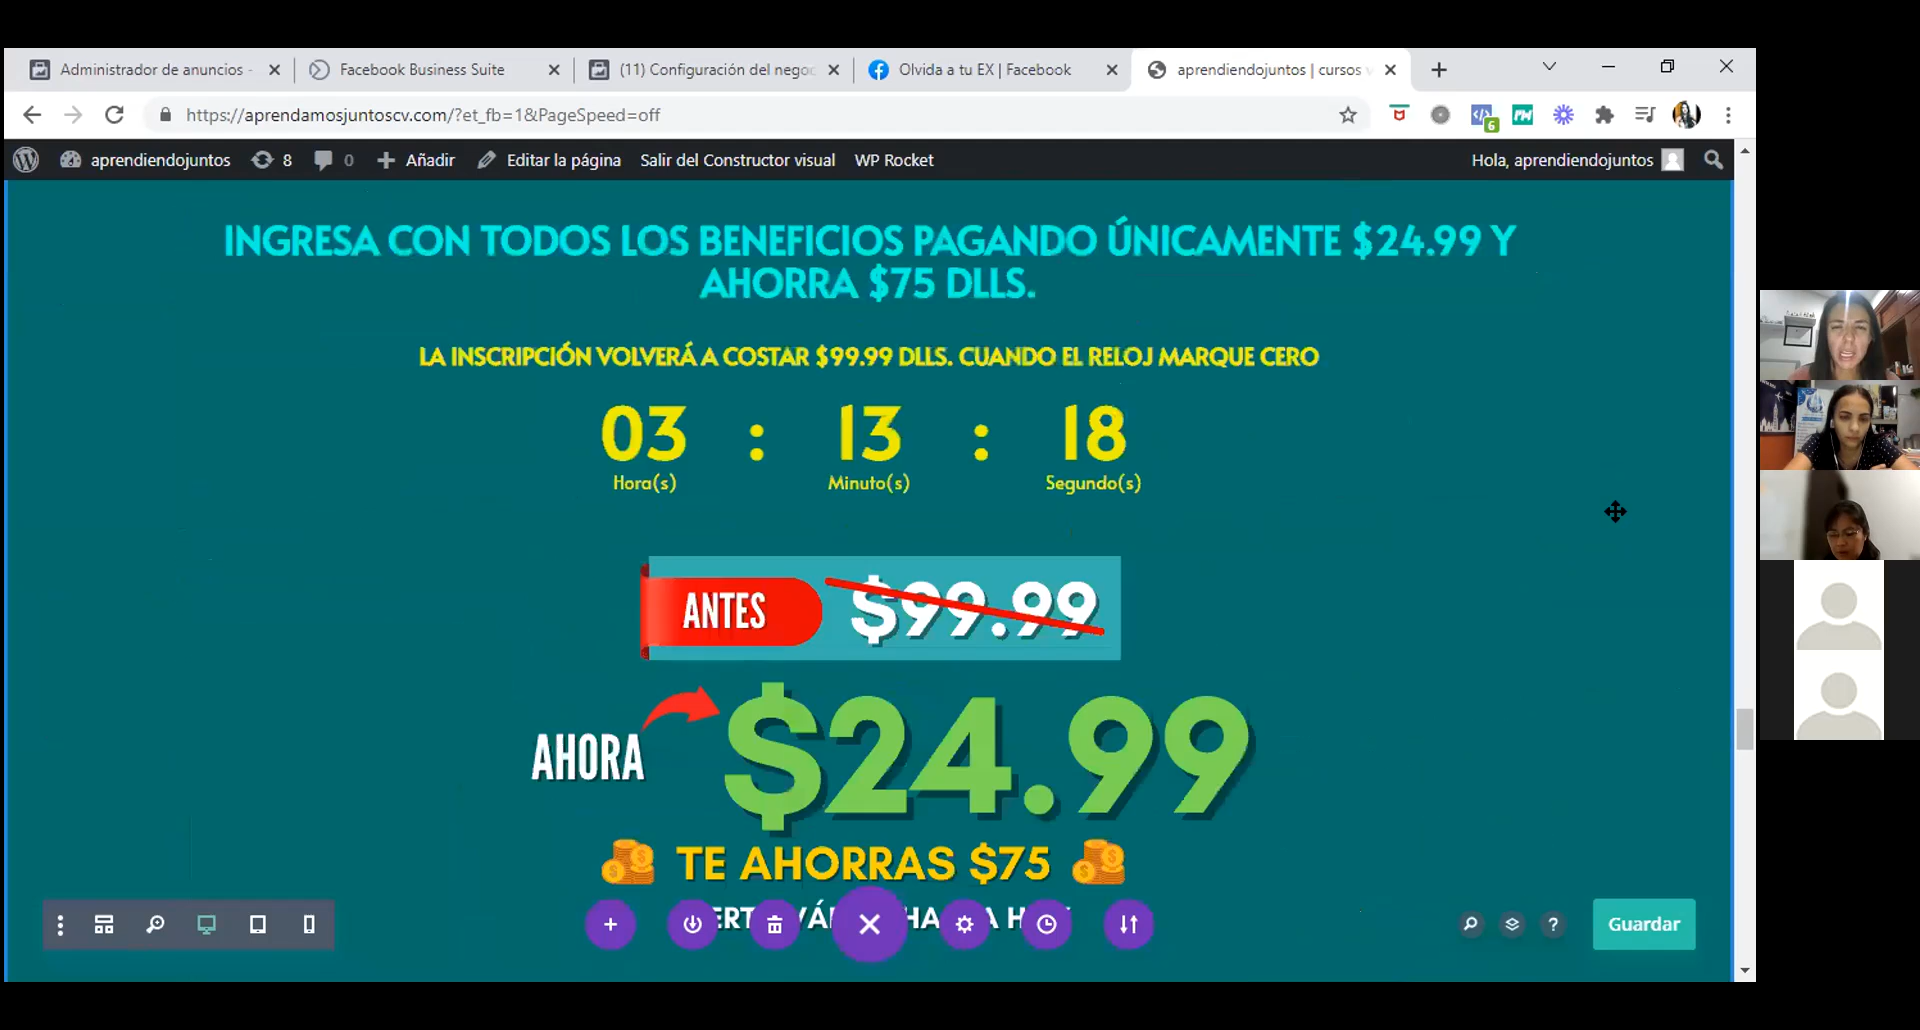 Administrador de anuncios -
Facebook Business Suite
(11) Configuración del negoc
Olvida a tu EX | Facebook
aprendiendojuntos | cursos v
https://aprendamosjuntoscv.com/?et_fb=1&PageSpeed=off
6
aprendiendojuntos
8
0
Añadir
Editar la página
Salir del Constructor visual
WP Rocket
Hola, aprendiendojuntos
INGRESA CON TODOS LOS BENEFICIOS PAGANDO ÚNICAMENTE $24.99 Y
AHORRA $75 DLLS.
LA INSCRIPCIÓN VOLVERÁ A COSTAR $99.99 DLLS. CUANDO EL RELOJ MARQUE CERO
03 : 13 : 18
Hora(s) Minuto(s) Segundo(s)
ANTES $99.99
AHORA $24.99
TE AHORRAS $75
Guardar